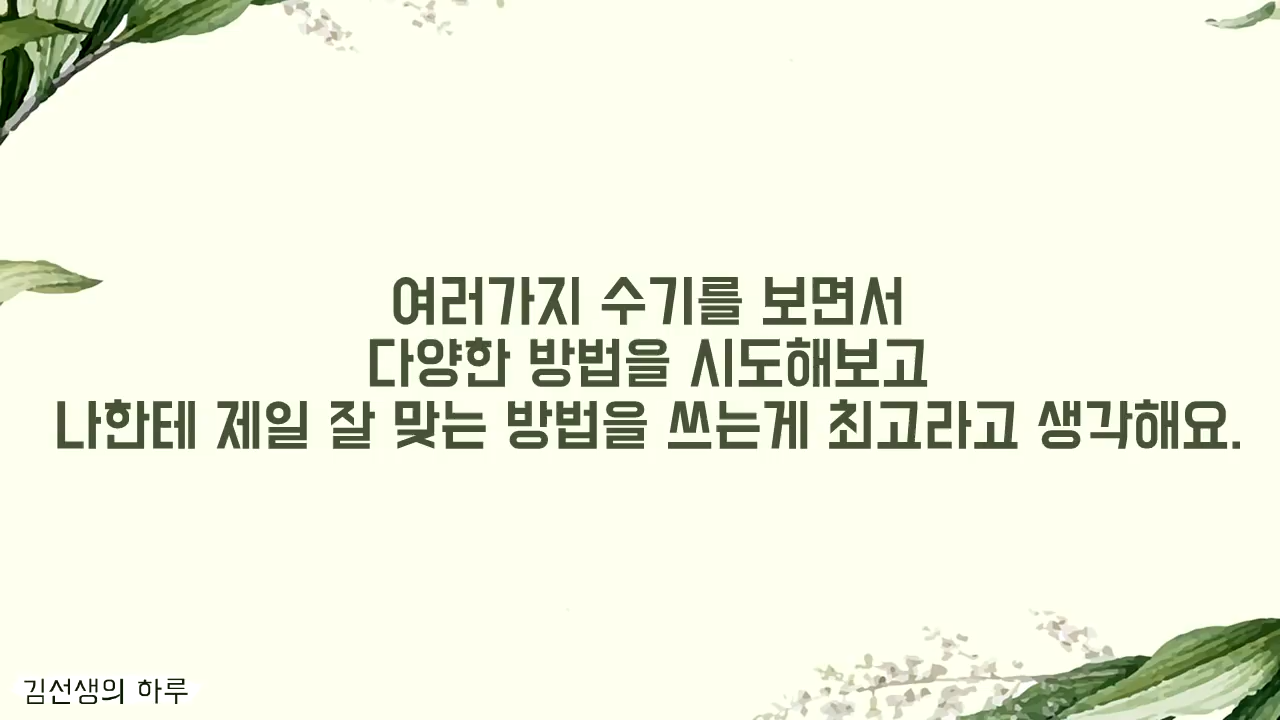 여러가지 수기를 보면서
다양한 방법을 시도해보고
나한테 제일 잘 맞는 방법을 쓰는게 최고라고 생각해요.
김선생의 하루